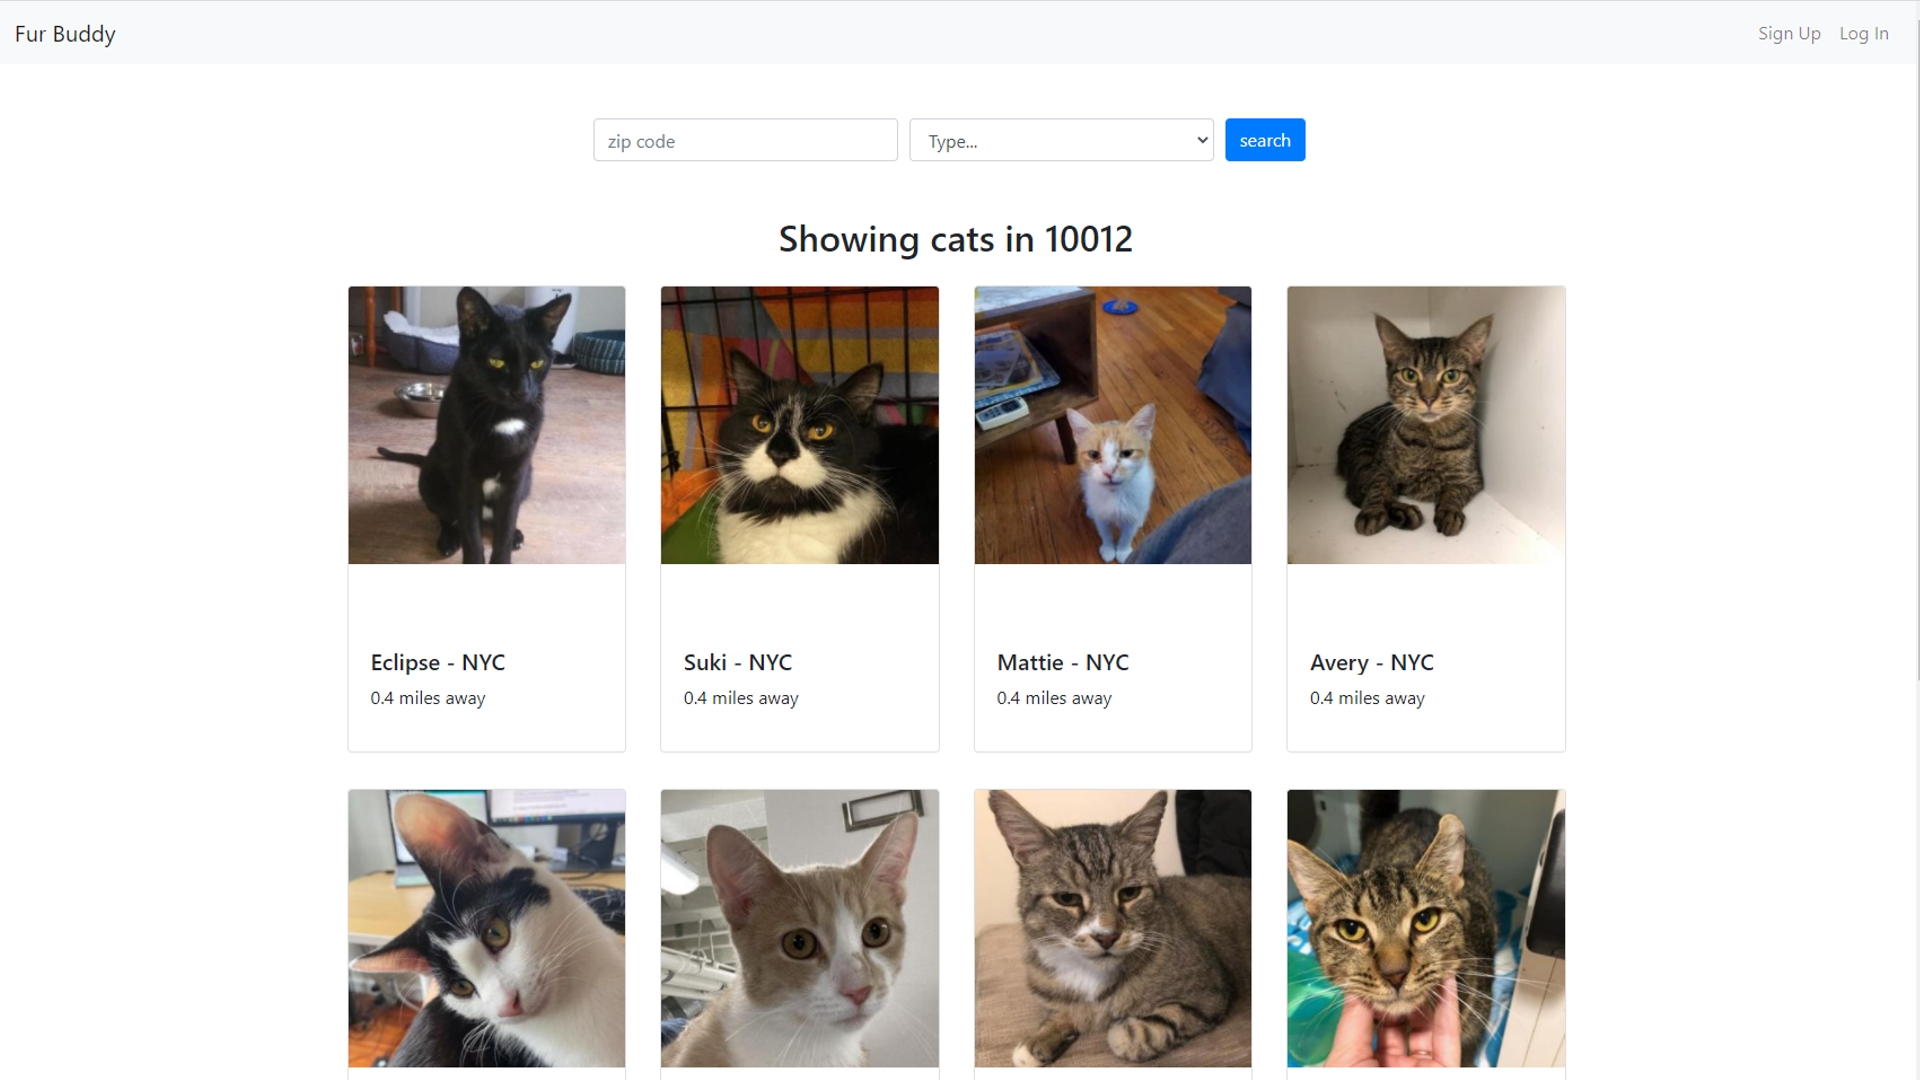 Fur Buddy
Sign Up Log In
zip code
Type...
search
Showing cats in 10012
Eclipse - NYC
0.4 miles away
Suki - NYC
0.4 miles away
Mattie - NYC
0.4 miles away
Avery - NYC
0.4 miles away